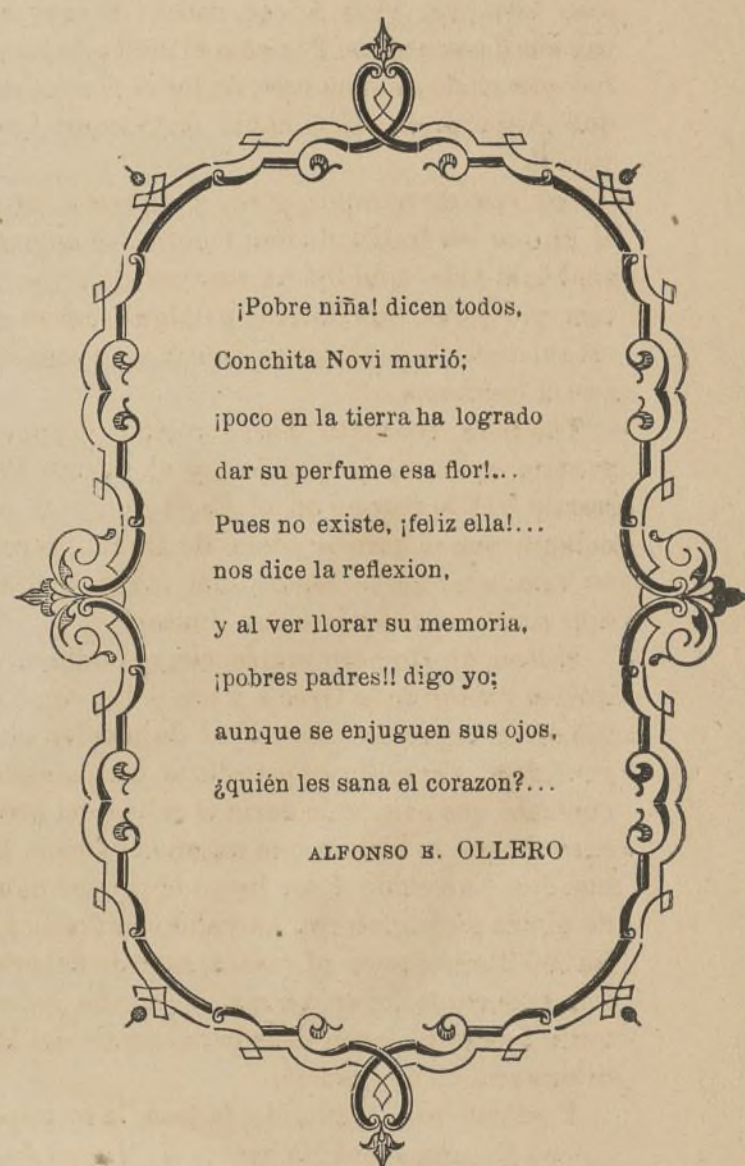 ¡Pobre niña! dicen todos,
Conchita Novi murió;
¡poco en la tierra ha logrado
dar su perfume esa flor!...
Pues no existe, ¡feliz ella!...
nos dice la reflexion,
y al ver llorar su memoria,
¡pobres padres!! digo yo;
aunque se enjuguen sus ojos,
¿quién les sana el corazon?...
ALFONSO E. OLLERO